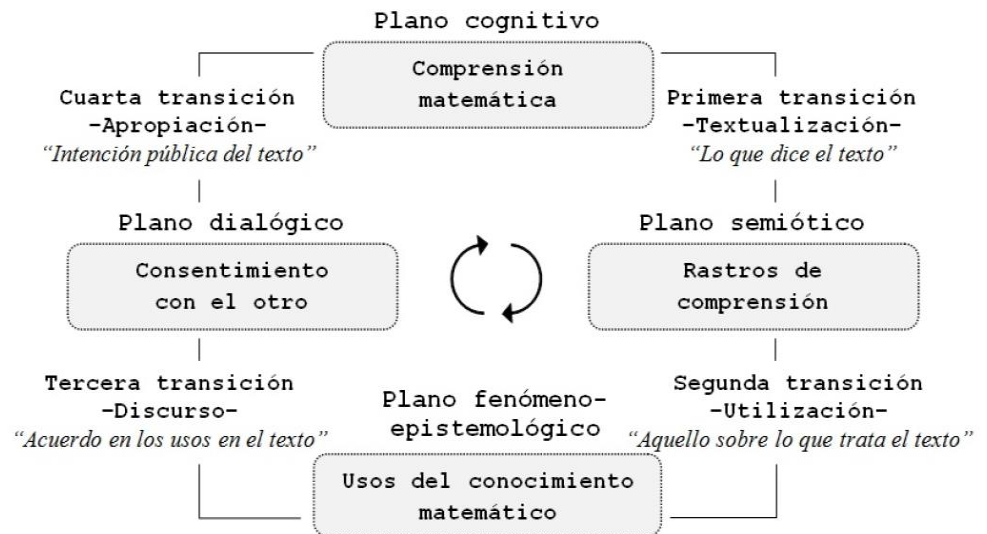 Plano cognitivo
Comprensión
matemática
Cuarta transición
-Apropiación-
“Intención pública del texto”
Primera transición
-Textualización-
“Lo que dice el texto”
Plano dialógico
Consentimiento
con el otro
Plano semiótico
Rastros de
comprensión
Tercera transición
-Discurso-
“Acuerdo en los usos en el texto”
Segunda transición
-Utilización-
“Aquello sobre lo que trata el texto”
Plano fenómeno-
epistemológico
Usos del conocimiento
matemático